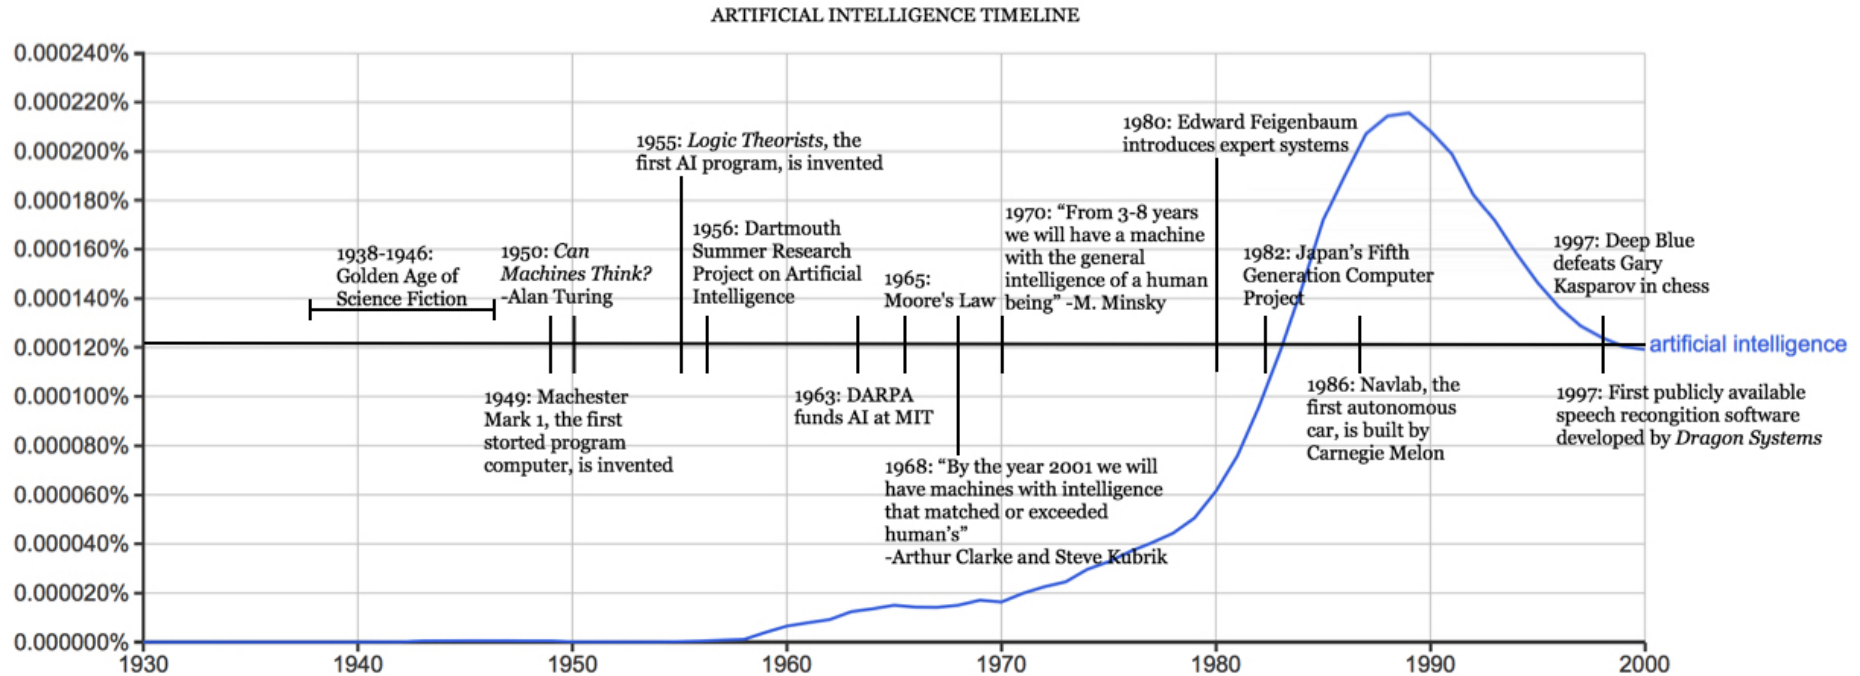 ARTIFICIAL INTELLIGENCE TIMELINE
0.000240%
0.000220%
0.000200%
0.000180%
0.000160%
0.000140%
0.000120%
0.000100%
0.000080%
0.000060%
0.000040%
0.000020%
0.000000%
1938-1946:
Golden Age of
Science Fiction
1950: Can
Machines Think?
-Alan Turing
1949: Machester
Mark 1, the first
storted program
computer, is invented
1955: Logic Theorists, the
first AI program, is invented
1956: Dartmouth
Summer Research
Project on Artificial
Intelligence
1963: DARPA
funds AI at MIT
1965:
Moore's Law
1968: “By the year 2001 we will
have machines with intelligence
that matched or exceeded
human’s”
-Arthur Clarke and Steve Kubrik
1970: “From 3-8 years
we will have a machine
with the general
intelligence of a human
being” -M. Minsky
1980: Edward Feigenbaum
introduces expert systems
1982: Japan’s Fifth
Generation Computer
Project
1986: Navlab, the
first autonomous
car, is built by
Carnegie Melon
1997: Deep Blue
defeats Gary
Kasparov in chess
artificial intelligence
1997: First publicly available
speech recongition software
developed by Dragon Systems
1930 1940 1950 1960 1970 1980 1990 2000